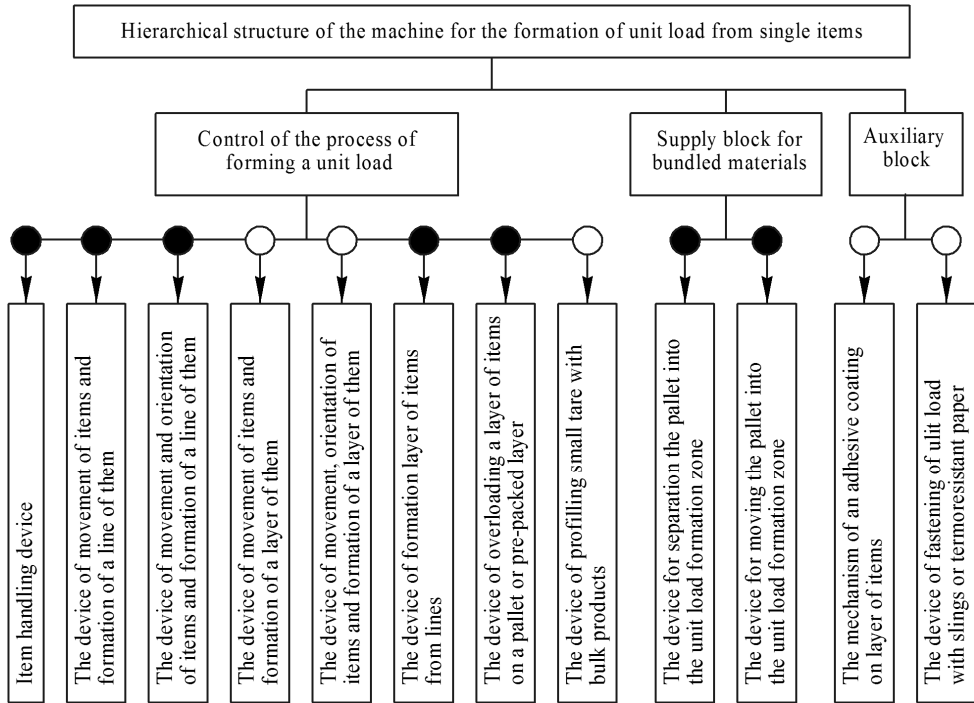 Hierarchical structure of the machine for the formation of unit load from single items
Control of the process of
forming a unit load
Supply block for
bundled materials
Auxiliary
block
Item handling device
The device of movement of items and
formation of a line of them
The device of movement and orientation
of items and formation of a line of them
The device of movement of items and
formation of a layer of them
The device of movement, orientation of
items and formation of a layer of them
The device of formation layer of items
from lines
The device of overloading a layer of items
on a pallet or pre-packed layer
The device of profilling small tare with
bulk products
The device for separation the pallet into
the unit load formation zone
The device for moving the pallet into
the unit load formation zone
The mechanism of an adhesive coating
on layer of items
The device of fastening of ulit load
with slings or termoresistant paper